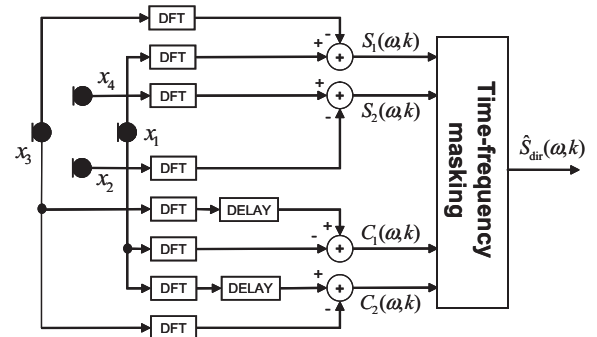 DFT
-
+
S₁(ω,k)
DFT
x₄
+
DFT
+
+
S₂(ω,k)
-
x₃
x₁
Time-frequency
masking
Ŝdir(ω,k)
x₂
DFT
DFT
DELAY
+
C₁(ω,k)
-
DFT
+
+
DFT
DELAY
+
C₂(ω,k)
-
DFT